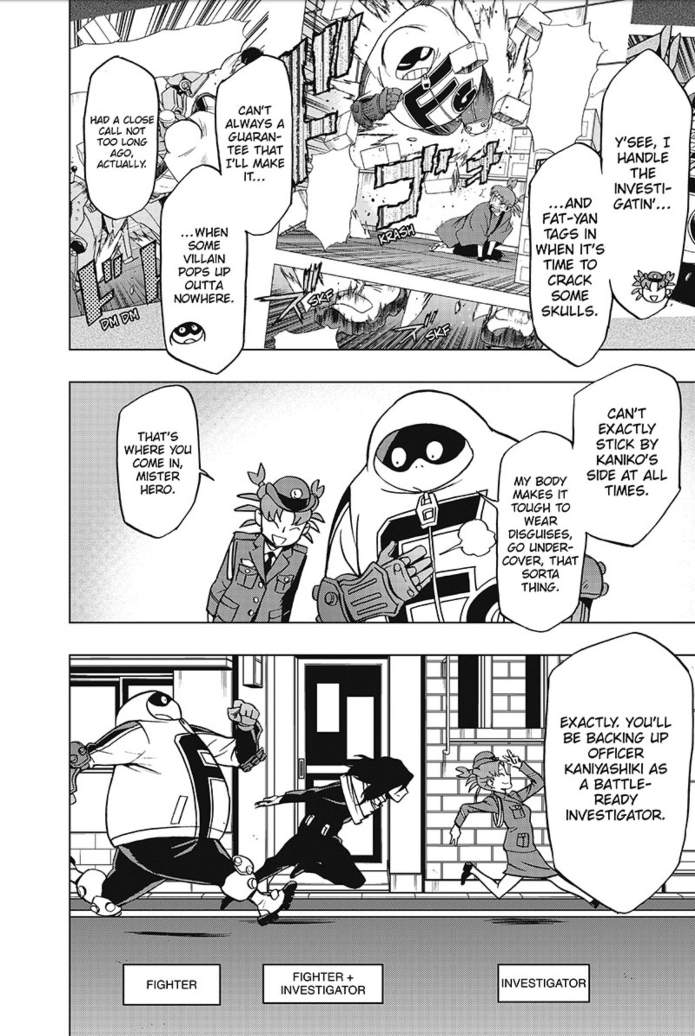 Y'SEE, I
HANDLE
THE
INVESTI-
GATIN'...
...AND
FAT-YAN
TAGS IN
WHEN IT'S
TIME TO
CRACK
SOME
SKULLS.
ゴキ
KRASH
SKF
SKF
CAN'T
ALWAYS A
GUARAN-
TEE THAT
I'LL MAKE
IT...
...WHEN
SOME
VILLAIN
POPS UP
OUTTA
NOWHERE.
HAD A CLOSE
CALL NOT
TOO LONG
AGO,
ACTUALLY.
DM DM
CAN'T
EXACTLY
STICK BY
KANIKO'S
SIDE AT ALL
TIMES.
MY BODY
MAKES IT
TOUGH TO
WEAR
DISGUISES,
GO UNDER-
COVER, THAT
SORTA
THING.
THAT'S
WHERE YOU
COME IN,
MISTER
HERO.
EXACTLY. YOU'LL
BE BACKING UP
OFFICER
KANIYASHIKI AS
A BATTLE-
READY
INVESTIGATOR.
INVESTIGATOR
FIGHTER +
INVESTIGATOR
FIGHTER